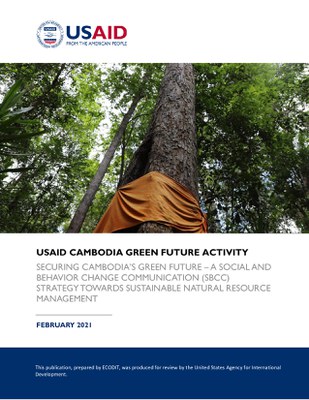 USAID
FROM THE AMERICAN PEOPLE
USAID CAMBODIA GREEN FUTURE ACTIVITY
SECURING CAMBODIA'S GREEN FUTURE – A SOCIAL AND
BEHAVIOR CHANGE COMMUNICATION (SBCC)
STRATEGY TOWARDS SUSTAINABLE NATURAL RESOURCE
MANAGEMENT
FEBRUARY 2021
This publication, prepared by ECODIT, was produced for review by the United States Agency for International
Development.